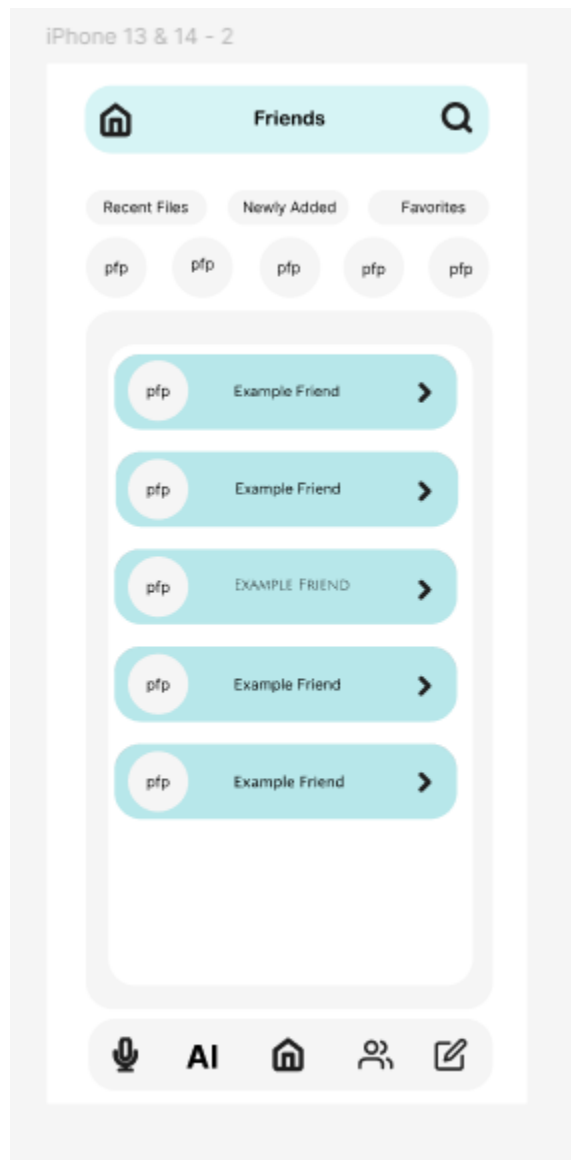 iPhone 13 & 14 - 2
Friends
Recent Files Newly Added Favorites
pfp pfp pfp pfp pfp
pfp Example Friend
pfp Example Friend
pfp EXAMPLE FRIEND
pfp Example Friend
pfp Example Friend
AI